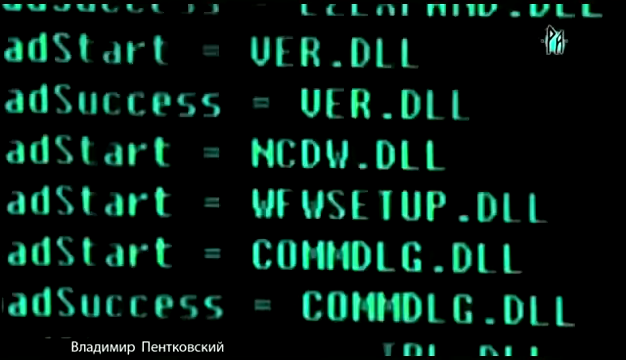 adStart = VER.DLL
adSuccess = VER.DLL
adStart = NCDW.DLL
adStart = WFWSETUP.DLL
adStart = COMMDLG.DLL
adSuccess = COMMDLG.DLL
Владимир Пентковский